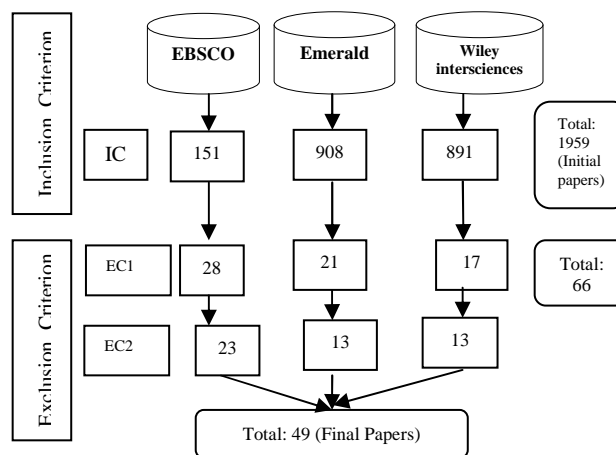 EBSCO
Emerald
Wiley
intersciences
Inclusion Criterion
IC
151
908
891
Total:
1959
(Initial
papers)
Exclusion Criterion
EC1
28
21
17
Total:
66
EC2
23
13
13
Total: 49 (Final Papers)